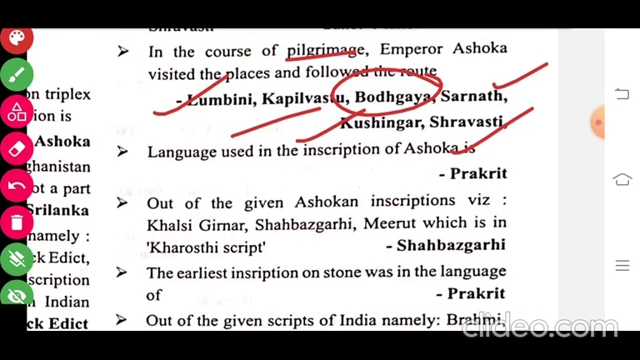 Shravasti
In the course of pilgrimage, Emperor Ashoka
visited the places and followed the route
- Lumbini, Kapilvastu, Bodhgaya, Sarnath,
Kushingar, Shravasti,
Language used in the inscription of Ashoka is
- Prakrit
Out of the given Ashokan inscriptions viz :
Khalsi Girnar, Shahbazgarhi, Meerut which is in
'Kharosthi script' - Shahbazgarhi
The earliest insription on stone was in the language
of - Prakrit
Out of the given scripts of India namely: Brahmi,
on triplex
ion is
Ashoka
ghanistan
ot a part
Srilanka
namely :
k Edict,
scription
n Indian
ck Edict
clideo.com